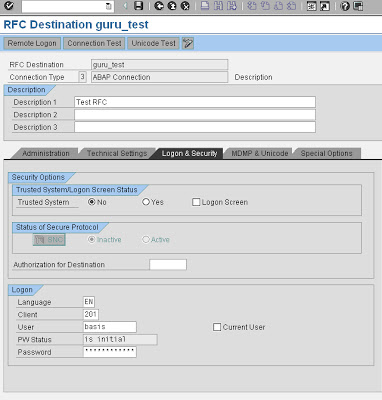 RFC Destination guru_test
Remote Logon Connection Test Unicode Test
RFC Destination guru_test
Connection Type 3 ABAP Connection Description
Description
Description 1 Test RFC
Description 2
Description 3
Administration Technical Settings Logon & Security MDMP & Unicode Special Options
Security Options
Trusted System/Logon Screen Status
Trusted System No Yes Logon Screen
Status of Secure Protocol
SNC Inactive Active
Authorization for Destination
Logon
Language EN
Client 201
User basis Current User
PW Status is initial
Password ************